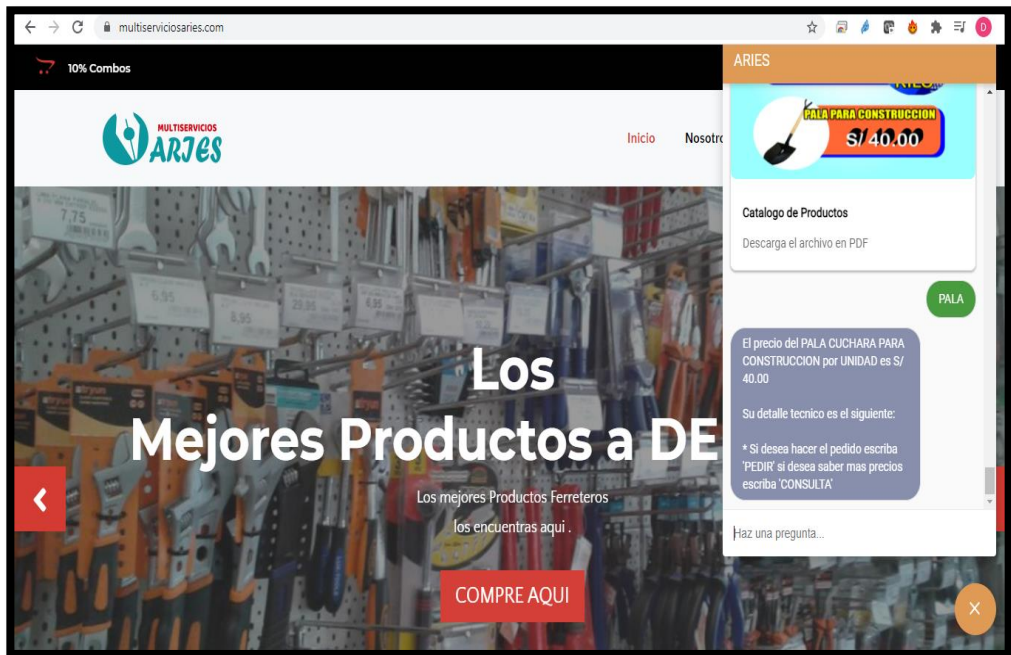 multiserviciosaries.com
D
10% Combos
ARIES
MULTISERVICIOS
ARIES
Inicio
Nosotro
PALA PARA CONSTRUCCION
S/ 40.00
Catalogo de Productos
Descarga el archivo en PDF
PALA
El precio del PALA CUCHARA PARA
CONSTRUCCION por UNIDAD es S/
40.00
Su detalle tecnico es el siguiente:
* Si desea hacer el pedido escriba
'PEDIR' si desea saber mas precios
escriba 'CONSULTA'
Haz una pregunta...
7,75
6,95
8,95
29,95
6,95
Los
Mejores Productos a DE
Los mejores Productos Ferreteros
los encuentras aqui .
COMPRE AQUI